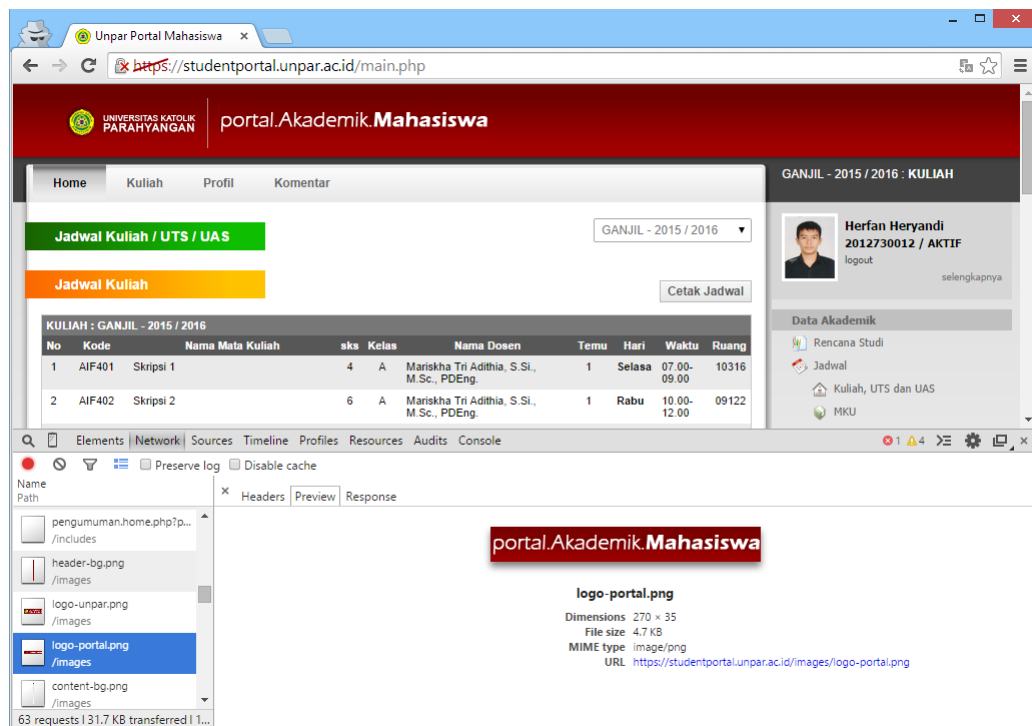 Unpar Portal Mahasiswa ×
https://studentportal.unpar.ac.id/main.php
UNIVERSITAS KATOLIK
PARAHYANGAN
portal.Akademik.Mahasiswa
Home Kuliah Profil Komentar
GANJIL - 2015 / 2016 : KULIAH
Jadwal Kuliah / UTS / UAS
GANJIL - 2015 / 2016
Herfan Heryandi
2012730012 / AKTIF
logout
selengkapnya
Jadwal Kuliah
Cetak Jadwal
KULIAH : GANJIL - 2015 / 2016
No Kode Nama Mata Kuliah sks Kelas Nama Dosen Temu Hari Waktu Ruang
1 AIF401 Skripsi 1 4 A Mariskha Tri Adithia, S.Si., M.Sc., PDEng. 1 Selasa 07.00-09.00 10316
2 AIF402 Skripsi 2 6 A Mariskha Tri Adithia, S.Si., M.Sc., PDEng. 1 Rabu 10.00-12.00 09122
Data Akademik
Rencana Studi
Jadwal
Kuliah, UTS dan UAS
MKU
Elements Network Sources Timeline Profiles Resources Audits Console
1 4
Preserve log Disable cache
Name
Path
× Headers Preview Response
pengumuman.home.php?p...
/includes
header-bg.png
/images
logo-unpar.png
/images
logo-portal.png
/images
content-bg.png
/images
63 requests | 31.7 KB transferred | 1...
portal.Akademik.Mahasiswa
logo-portal.png
Dimensions 270 × 35
File size 4.7 KB
MIME type image/png
URL https://studentportal.unpar.ac.id/images/logo-portal.png